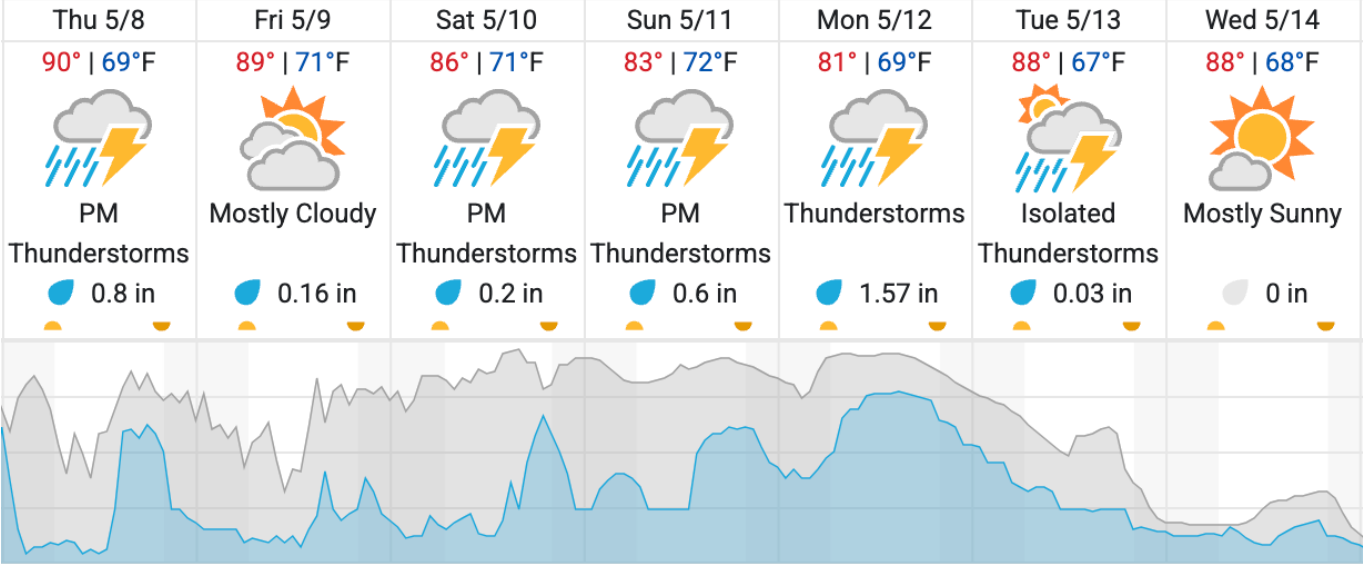 Thu 5/8 Fri 5/9 Sat 5/10 Sun 5/11 Mon 5/12 Tue 5/13 Wed 5/14
90° | 69°F 89° | 71°F 86° | 71°F 83° | 72°F 81° | 69°F 88° | 67°F 88° | 68°F
PM Mostly Cloudy PM PM Thunderstorms Isolated Mostly Sunny
Thunderstorms Thunderstorms Thunderstorms Thunderstorms
0.8 in 0.16 in 0.2 in 0.6 in 1.57 in 0.03 in 0 in